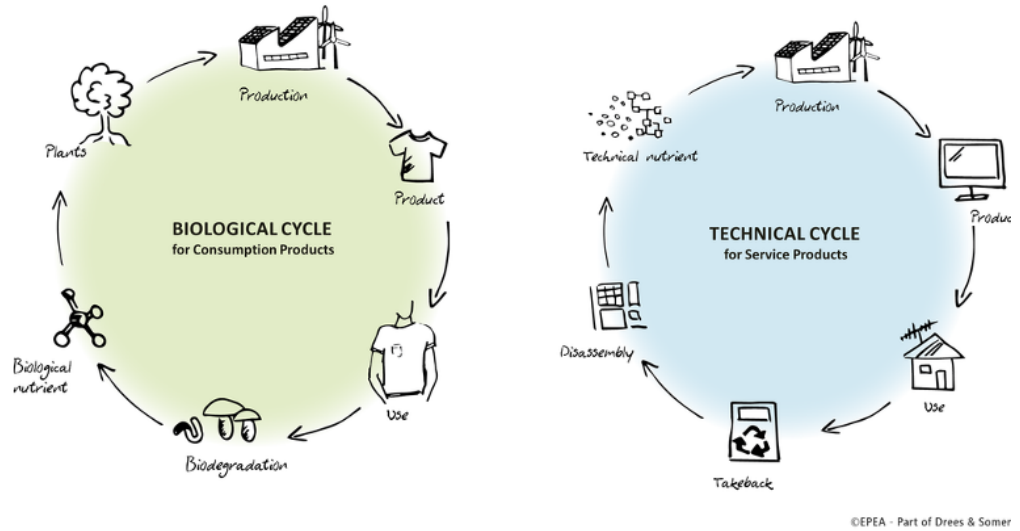 Production
Plants
Product
BIOLOGICAL CYCLE
for Consumption Products
Biological
nutrient
Use
Biodegradation
Production
Technical nutrient
Produc
TECHNICAL CYCLE
for Service Products
Disassembly
Use
Takeback
©EPEA - Part of Drees & Somer